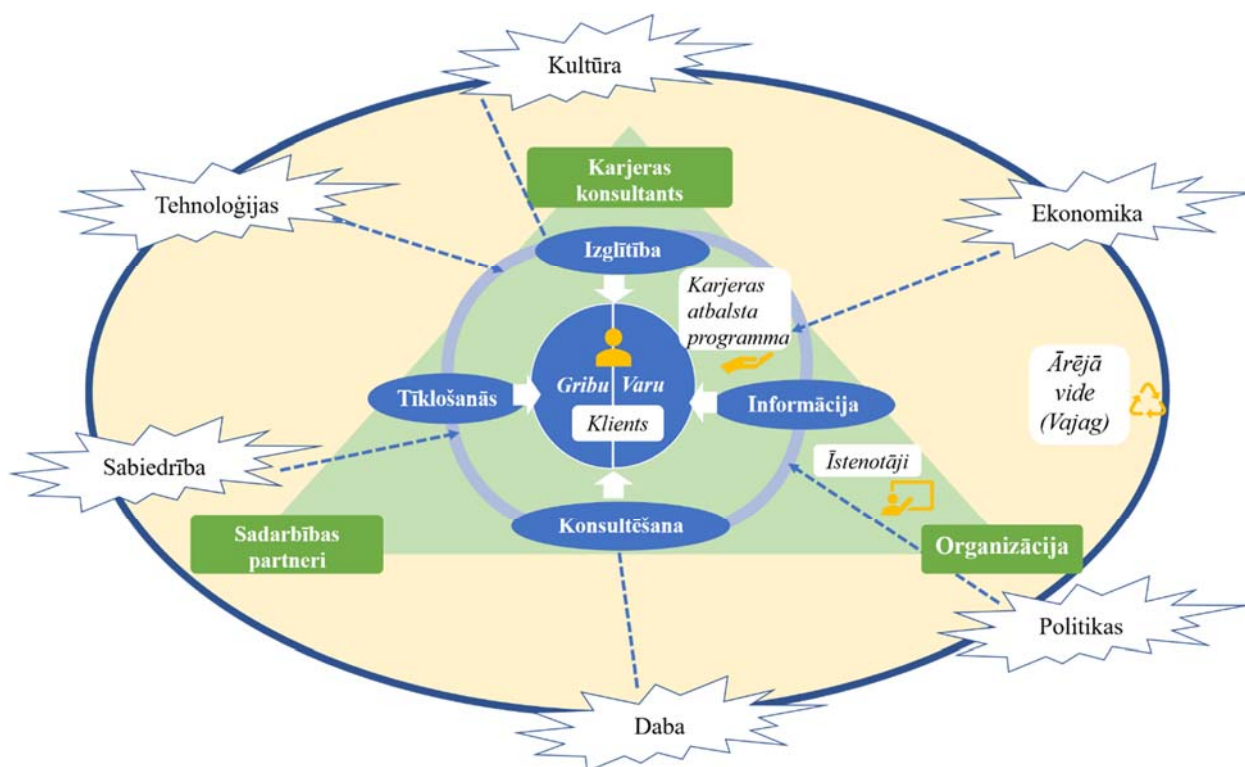 Kultūra
Tehnoloģijas
Karjeras
konsultants
Ekonomika
Izglītība
Karjeras
atbalsta
programma
Tīklošanās
Gribu
Varu
Klients
Informācija
Ārējā
vide
(Vajag)
Sabiedrība
Īstenotāji
Konsultēšana
Sadarbības
partneri
Organizācija
Politikas
Daba